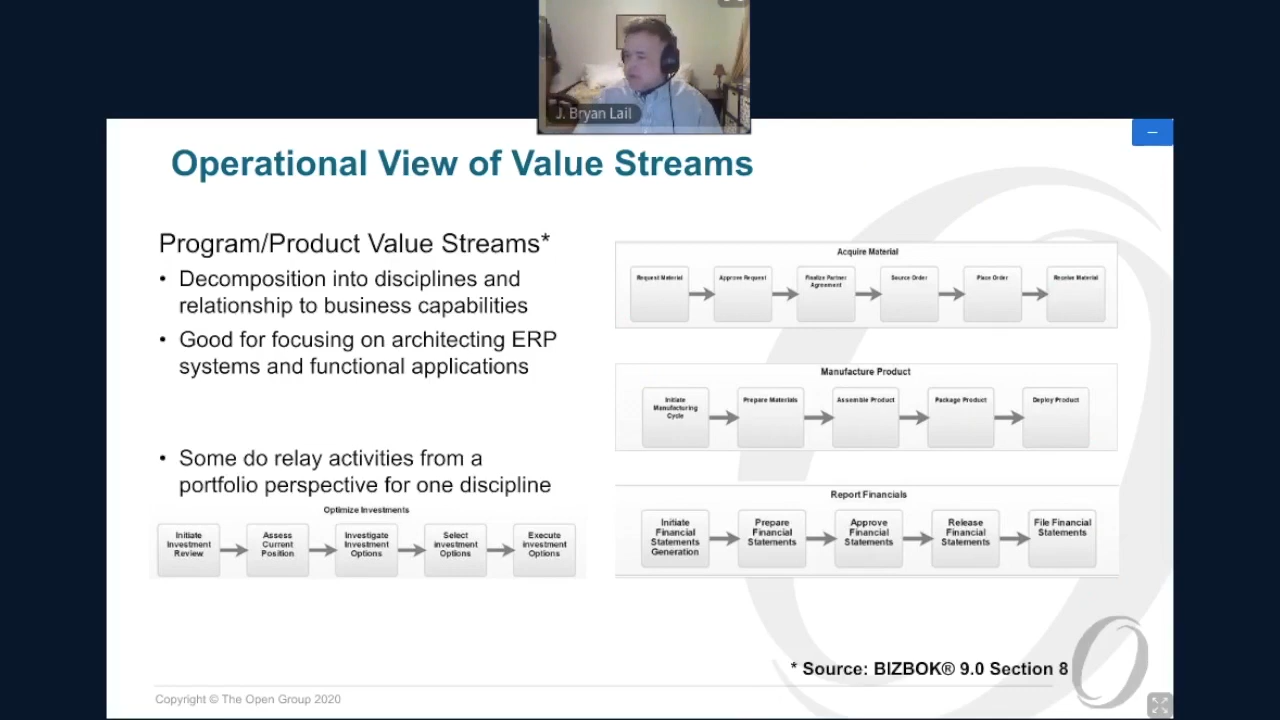 J. Bryan Lail
Operational View of Value Streams
Program/Product Value Streams*
• Decomposition into disciplines and
relationship to business capabilities
• Good for focusing on architecting ERP
systems and functional applications
• Some do relay activities from a
portfolio perspective for one discipline
Optimize Investments
Initiate
Investment
Review
Assess
Current
Position
Investigate
Investment
Options
Select
investment
Options
Execute
investment
Options
Acquire Material
Request Material
Approve Request
Finalize Partner
Agreement
Source Order
Place Order
Receive Material
Manufacture Product
Initiate
Manufacturing
Cycle
Prepare Materials
Assemble Product
Package Product
Deploy Product
Report Financials
Initiate
Financial
Statements
Generation
Prepare
Financial
Statements
Approve
Financial
Statements
Release
Financial
Statements
File Financial
Statements
* Source: BIZBOK® 9.0 Section 8
Copyright © The Open Group 2020